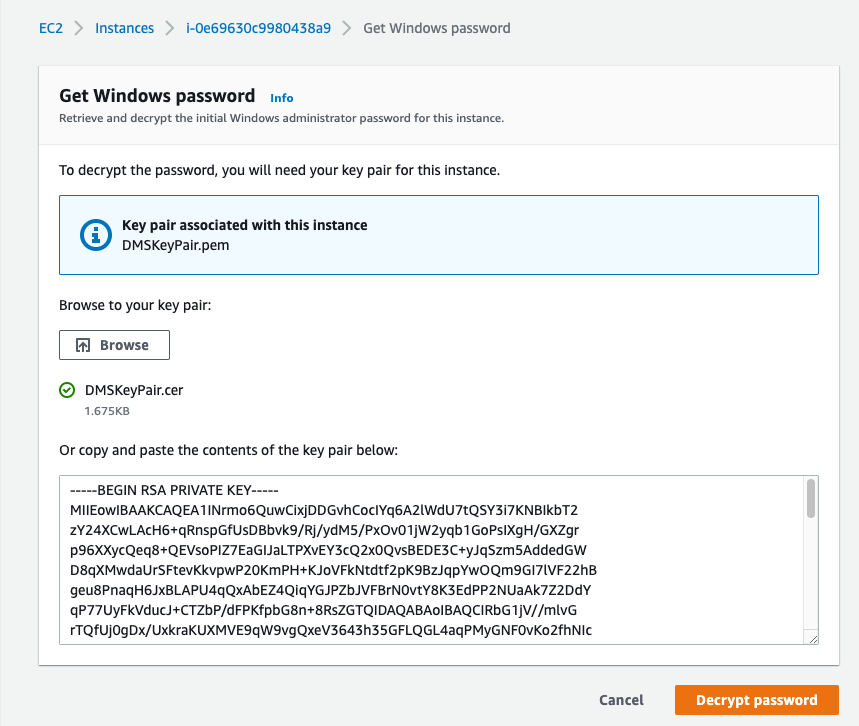 EC2 > Instances > i-0e69630c9980438a9 > Get Windows password
Get Windows password Info
Retrieve and decrypt the initial Windows administrator password for this instance.
To decrypt the password, you will need your key pair for this instance.
Key pair associated with this instance
DMSKeyPair.pem
Browse to your key pair:
Browse
DMSKeyPair.cer
1.675KB
Or copy and paste the contents of the key pair below:
-----BEGIN RSA PRIVATE KEY-----
MIIEowIBAAKCAQEA1INrmo6QuwCixjDDGvhCocIYq6A2lWdU7tQSY3i7KNBIkbT2
zY24XCwLAcH6+qRnspGfUsDBbvk9/Rj/ydM5/PxOv01jW2yqb1GoPsIXgH/GXZgr
p96XXycQeq8+QEVsoPIZ7EaGIJaLTPXvEY3cQ2x0QvsBEDE3C+yJqSzm5AddedGW
D8qXMwdaUrSFtevKkvpwP20KmPH+KJoVFkNtdtf2pK9BzJqpYwOQm9GI7lVF22hB
geu8PnaqH6JxBLAPU4qQxAbEZ4QiqYGJPZbJVFBrN0vtY8K3EdPP2NUaAk7Z2DdY
qP77UyFkVducJ+CTZbP/dFPKfpbG8n+8RsZGTQIDAQABAoIBAQCIRbG1jV//mlvG
rTQfUj0gDx/UxkraKUXMVE9qW9vgQxeV3643h35GFLQGL4aqPMyGNF0vKo2fhNIc
Cancel
Decrypt password